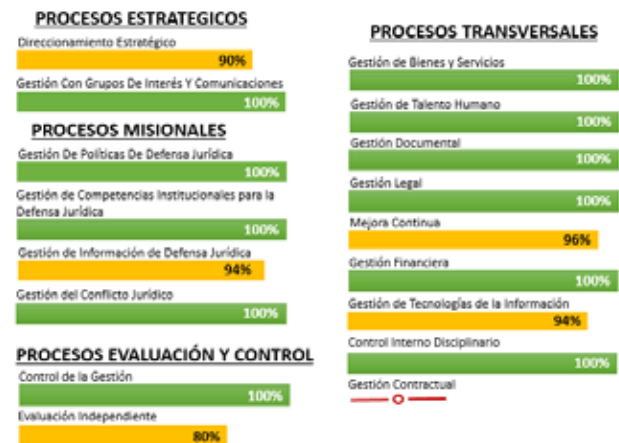 PROCESOS ESTRATEGICOS
Direccionamiento Estratégico
90%
Gestión Con Grupos De Interés Y Comunicaciones
100%
PROCESOS MISIONALES
Gestión De Políticas De Defensa Jurídica
100%
Gestión de Competencias Institucionales para la
Defensa Jurídica
100%
Gestión de Información de Defensa Jurídica
94%
Gestión del Conflicto Jurídico
100%
PROCESOS EVALUACIÓN Y CONTROL
Control de la Gestión
100%
Evaluación Independiente
80%
PROCESOS TRANSVERSALES
Gestión de Bienes y Servicios
100%
Gestión de Talento Humano
100%
Gestión Documental
100%
Gestión Legal
100%
Mejora Continua
96%
Gestión Financiera
100%
Gestión de Tecnologías de la Información
94%
Control Interno Disciplinario
100%
Gestión Contractual